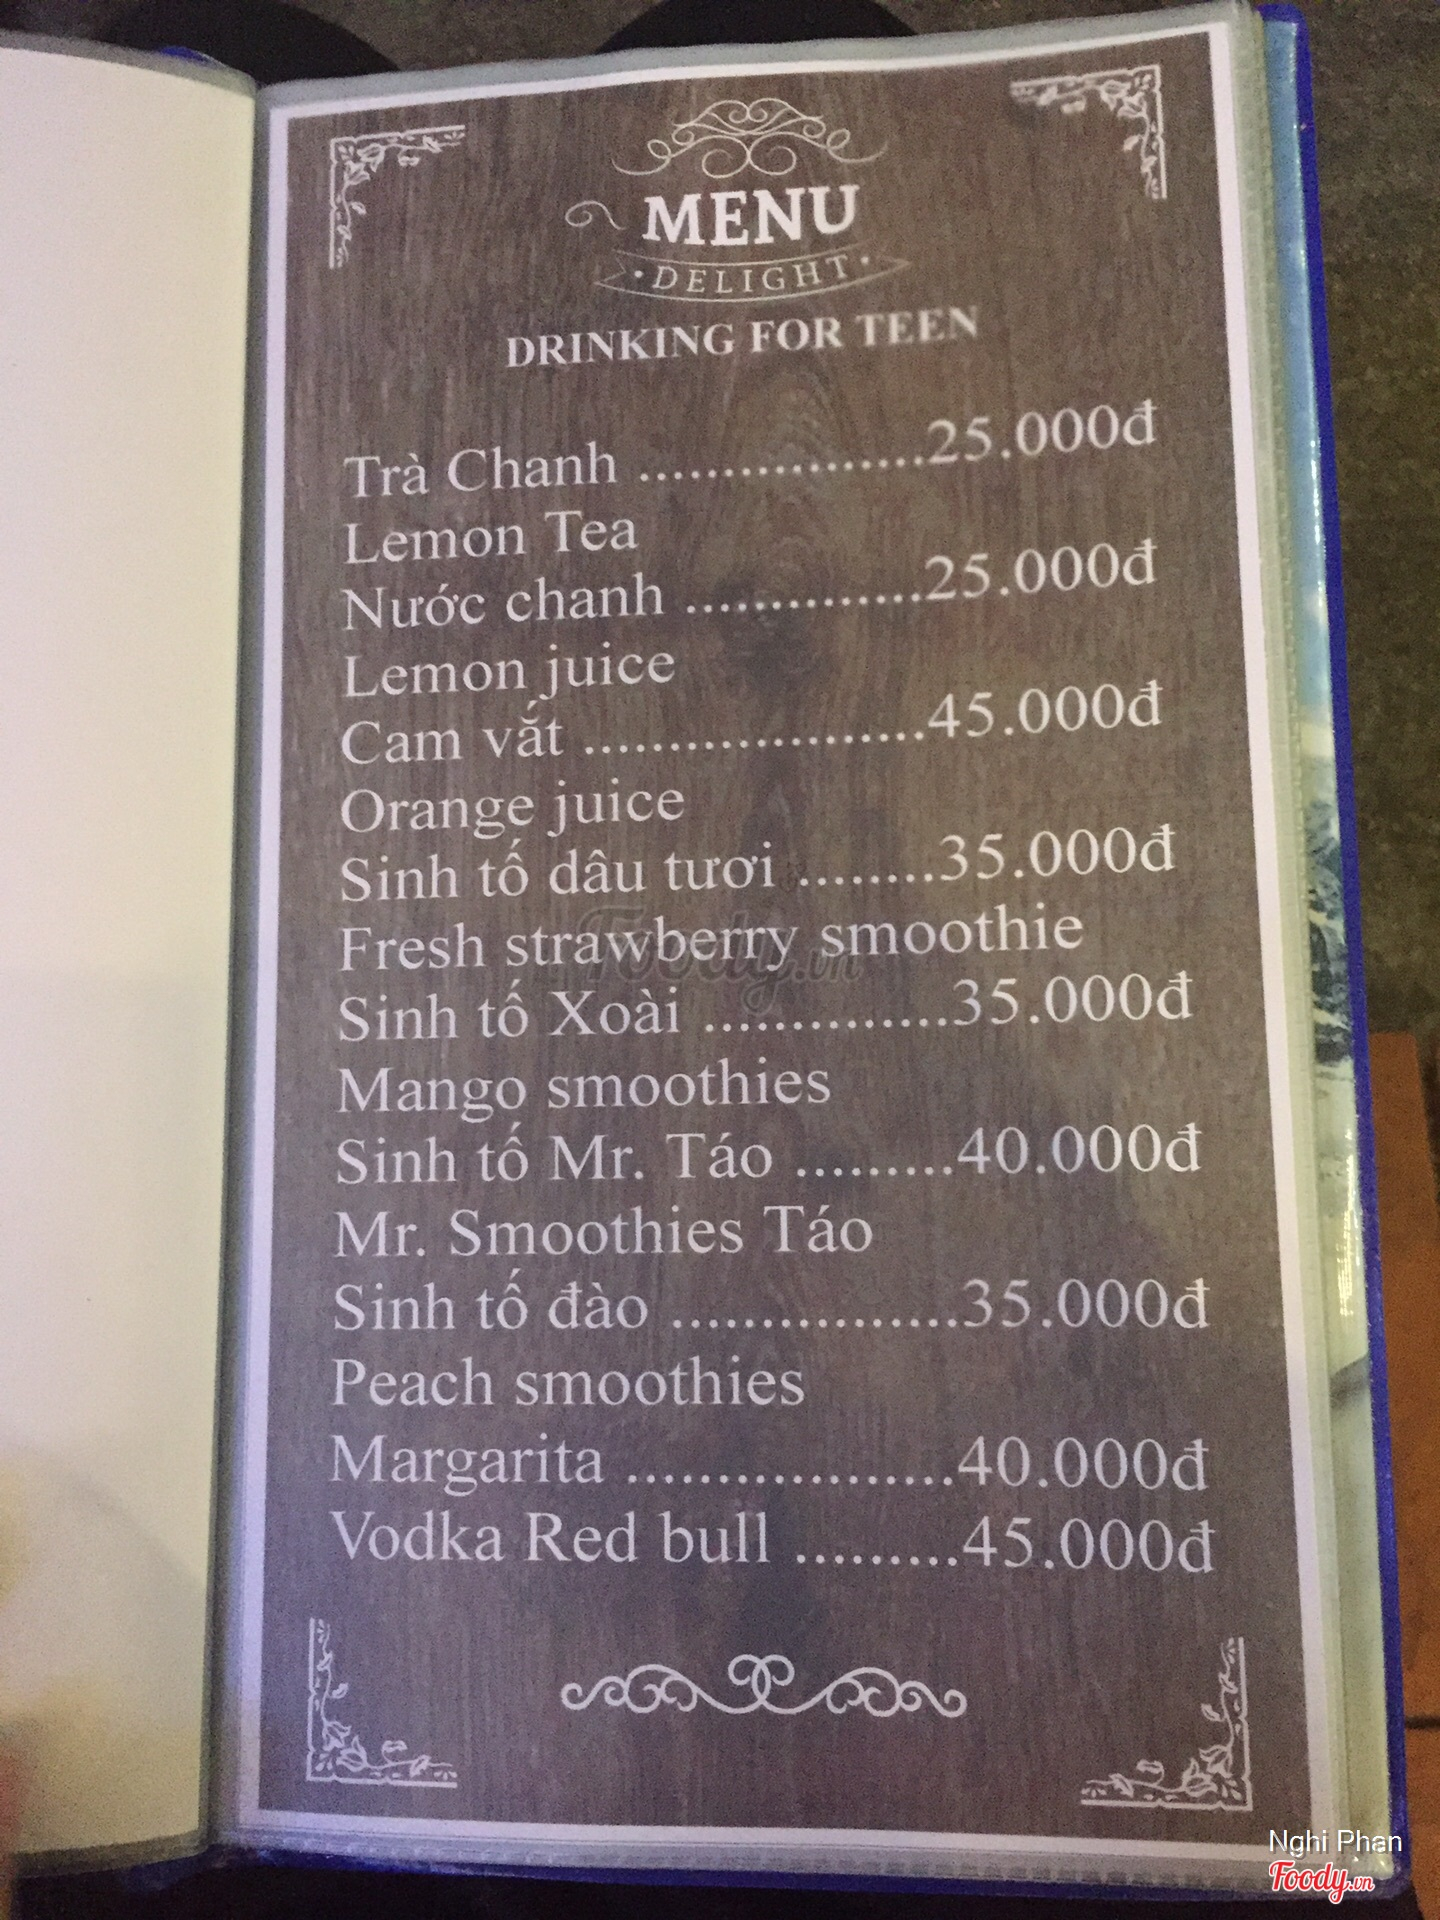 MENU
• DELIGHT •
DRINKING FOR TEEN
Trà Chanh .................25.000đ
Lemon Tea
Nước chanh ..............25.000đ
Lemon juice
Cam vắt ....................45.000đ
Orange juice
Sinh tố dâu tươi ........35.000đ
Fresh strawberry smoothie
Sinh tố Xoài ..............35.000đ
Mango smoothies
Sinh tố Mr. Táo .........40.000đ
Mr. Smoothies Táo
Sinh tố đào ................35.000đ
Peach smoothies
Margarita ...................40.000đ
Vodka Red bull .........45.000đ
Foody.vn
Nghi Phan
Foody.vn